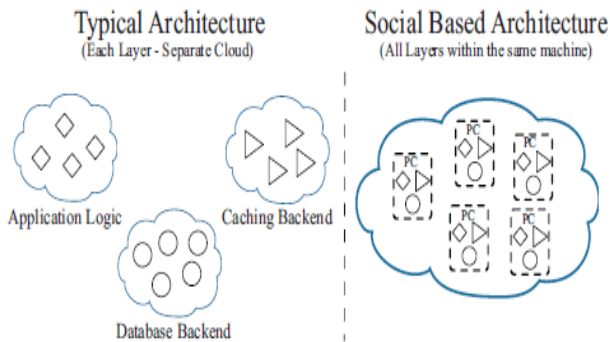 Typical Architecture
(Each Layer - Separate Cloud)
Application Logic
Caching Backend
Database Backend
Social Based Architecture
(All Layers within the same machine)
PC
PC
PC
PC
PC